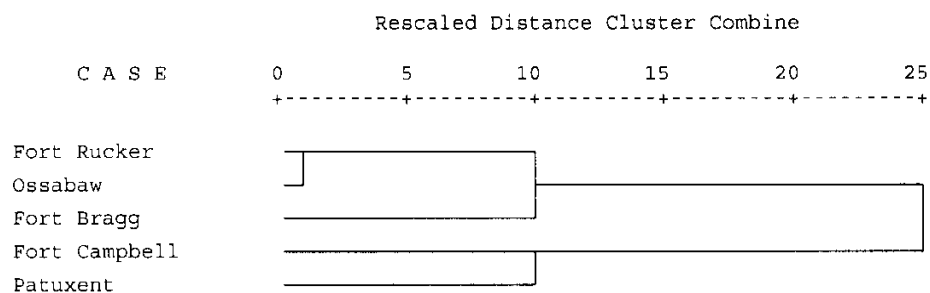 Rescaled Distance Cluster Combine
C A S E 0 5 10 15 20 25
+---------+---------+---------+---------+---------+
Fort Rucker
Ossabaw
Fort Bragg
Fort Campbell
Patuxent